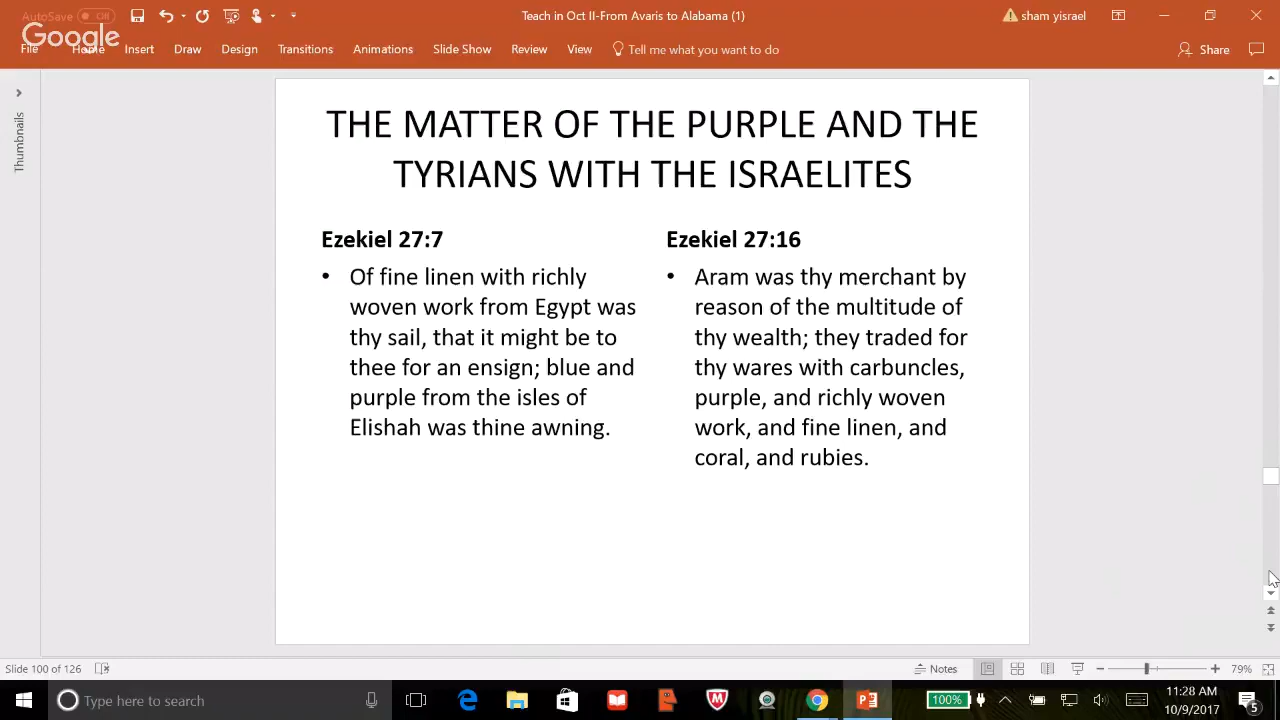 AutoSave Off
Teach in Oct II-From Avaris to Alabama (1)
sham yisrael
Google
File Home Insert Draw Design Transitions Animations Slide Show Review View Tell me what you want to do Share
Thumbnails
THE MATTER OF THE PURPLE AND THE
TYRIANS WITH THE ISRAELITES
Ezekiel 27:7
• Of fine linen with richly
woven work from Egypt was
thy sail, that it might be to
thee for an ensign; blue and
purple from the isles of
Elishah was thine awning.
Ezekiel 27:16
• Aram was thy merchant by
reason of the multitude of
thy wealth; they traded for
thy wares with carbuncles,
purple, and richly woven
work, and fine linen, and
coral, and rubies.
Slide 100 of 126
Notes
79%
Type here to search
100%
11:28 AM
10/9/2017
5